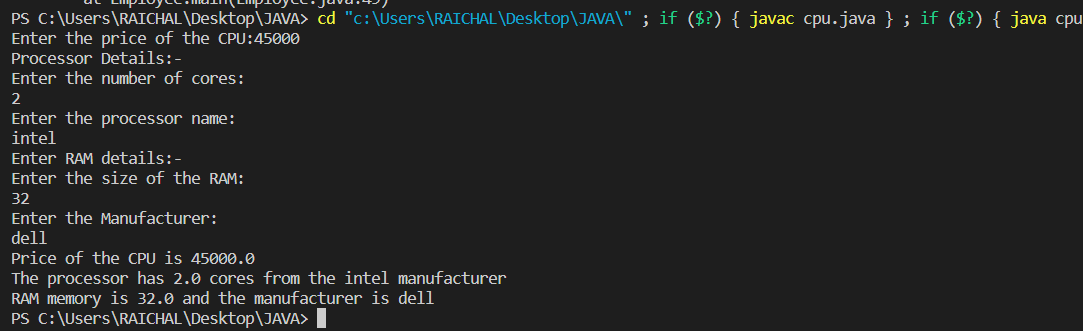 at Employee.main(Employee.java:49)
PS C:\Users\RAICHAL\Desktop\JAVA> cd "c:\Users\RAICHAL\Desktop\JAVA\" ; if ($?) { javac cpu.java } ; if ($?) { java cpu
Enter the price of the CPU:45000
Processor Details:-
Enter the number of cores:
2
Enter the processor name:
intel
Enter RAM details:-
Enter the size of the RAM:
32
Enter the Manufacturer:
dell
Price of the CPU is 45000.0
The processor has 2.0 cores from the intel manufacturer
RAM memory is 32.0 and the manufacturer is dell
PS C:\Users\RAICHAL\Desktop\JAVA>